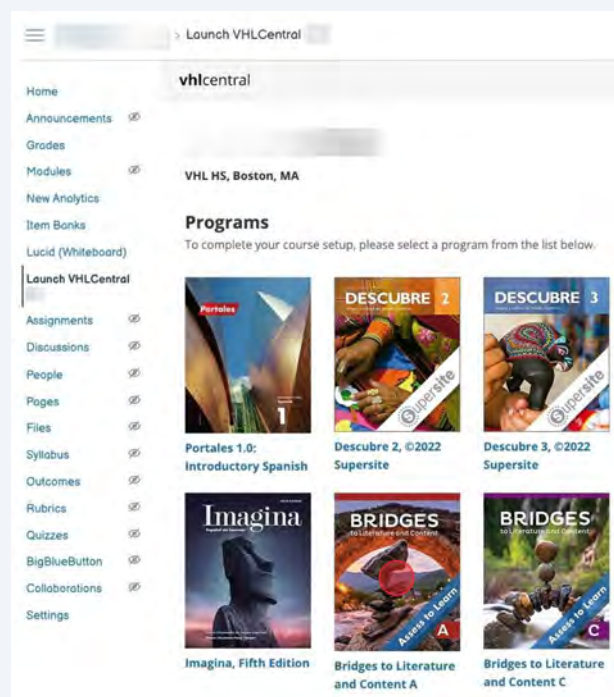 › Launch VHLCentral
vhlcentral
Home
Announcements
Grades
Modules
New Analytics
Item Banks
Lucid (Whiteboard)
Launch VHLCentral
Assignments
Discussions
People
Pages
Files
Syllabus
Outcomes
Rubrics
Quizzes
BigBlueButton
Collaborations
Settings
VHL HS, Boston, MA
Programs
To complete your course setup, please select a program from the list below.
Portales
1
Portales 1.0:
Introductory Spanish
DESCUBRE 2
Supersite
Descubre 2, ©2022
Supersite
DESCUBRE 3
Supersite
Descubre 3, ©2022
Supersite
Imagina
Imagina, Fifth Edition
BRIDGES
to Literature and Content
Assess to Learn
A
Bridges to Literature
and Content A
BRIDGES
to Literature and Content
Assess to Learn
C
Bridges to Literature
and Content C